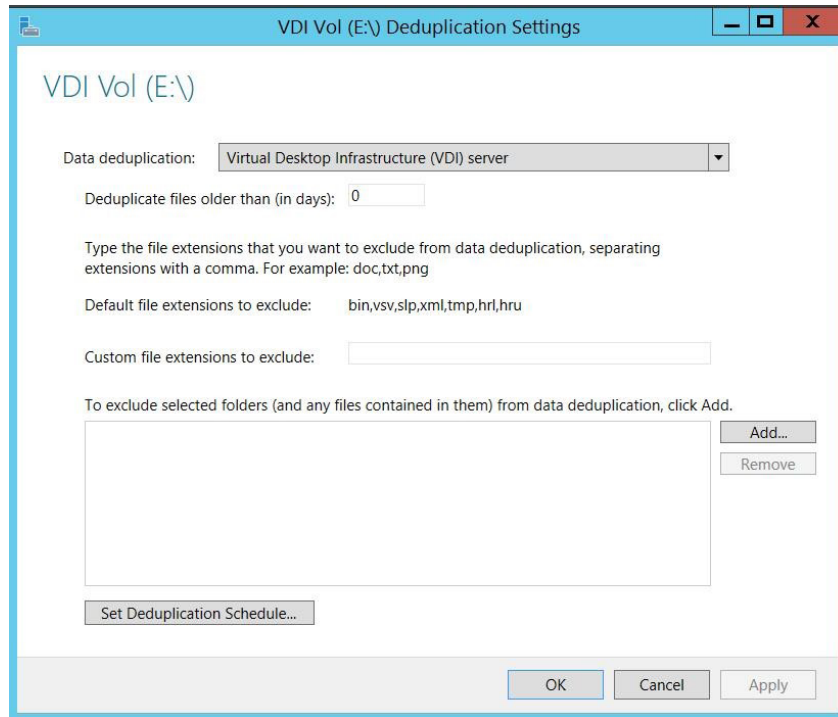 VDI Vol (E:\) Deduplication Settings
VDI Vol (E:\)
Data deduplication: Virtual Desktop Infrastructure (VDI) server
Deduplicate files older than (in days): 0
Type the file extensions that you want to exclude from data deduplication, separating
extensions with a comma. For example: doc,txt,png
Default file extensions to exclude: bin,vsv,slp,xml,tmp,hrl,hru
Custom file extensions to exclude:
To exclude selected folders (and any files contained in them) from data deduplication, click Add.
Add...
Remove
Set Deduplication Schedule...
OK Cancel Apply